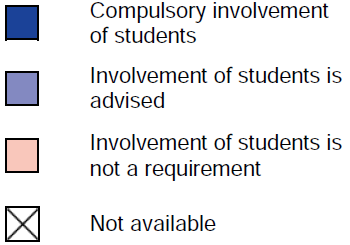 Compulsory involvement
of students
Involvement of students is
advised
Involvement of students is
not a requirement
Not available